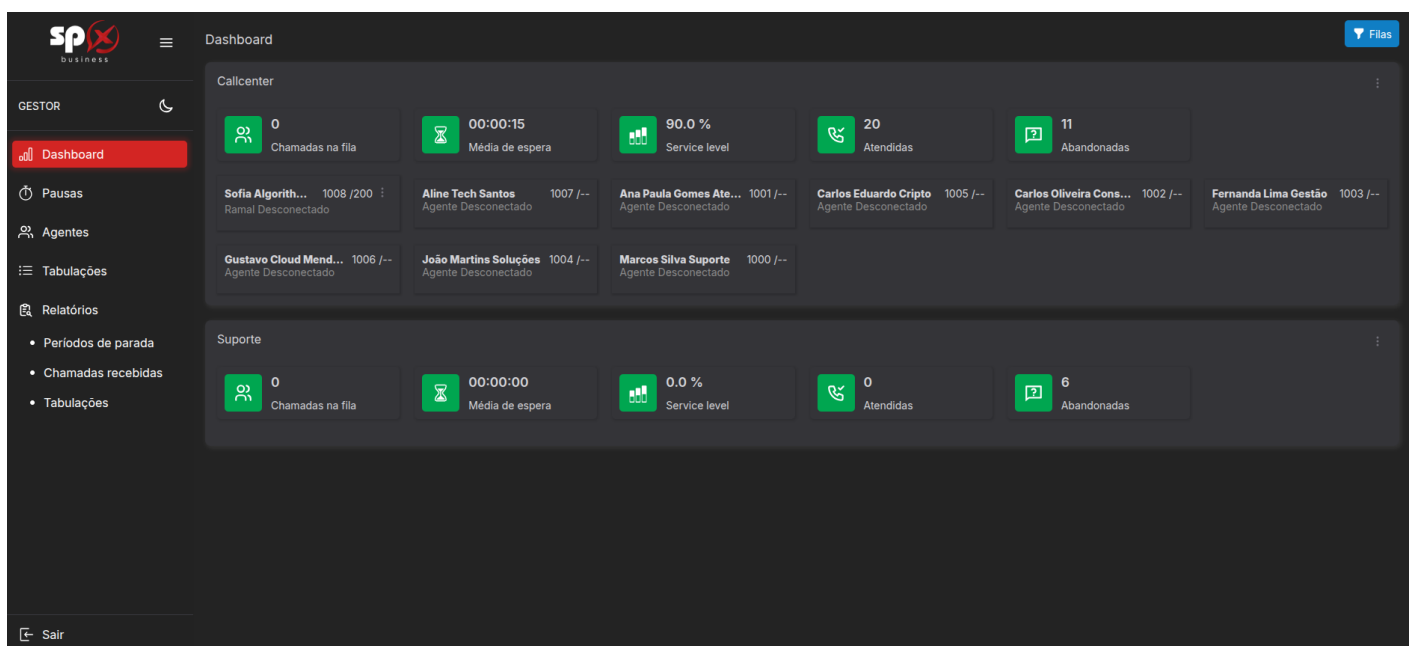 spx
business
GESTOR
Dashboard
Pausas
Agentes
Tabulações
Relatórios
Períodos de parada
Chamadas recebidas
Tabulações
Sair
Dashboard
Filas
Callcenter
0
Chamadas na fila
00:00:15
Média de espera
90.0 %
Service level
20
Atendidas
11
Abandonadas
Sofia Algorith... 1008 /200
Ramal Desconectado
Aline Tech Santos 1007 /--
Agente Desconectado
Ana Paula Gomes Ate... 1001 /--
Agente Desconectado
Carlos Eduardo Cripto 1005 /--
Agente Desconectado
Carlos Oliveira Cons... 1002 /--
Agente Desconectado
Fernanda Lima Gestão 1003 /--
Agente Desconectado
Gustavo Cloud Mend... 1006 /--
Agente Desconectado
João Martins Soluções 1004 /--
Agente Desconectado
Marcos Silva Suporte 1000 /--
Agente Desconectado
Suporte
0
Chamadas na fila
00:00:00
Média de espera
0.0 %
Service level
0
Atendidas
6
Abandonadas